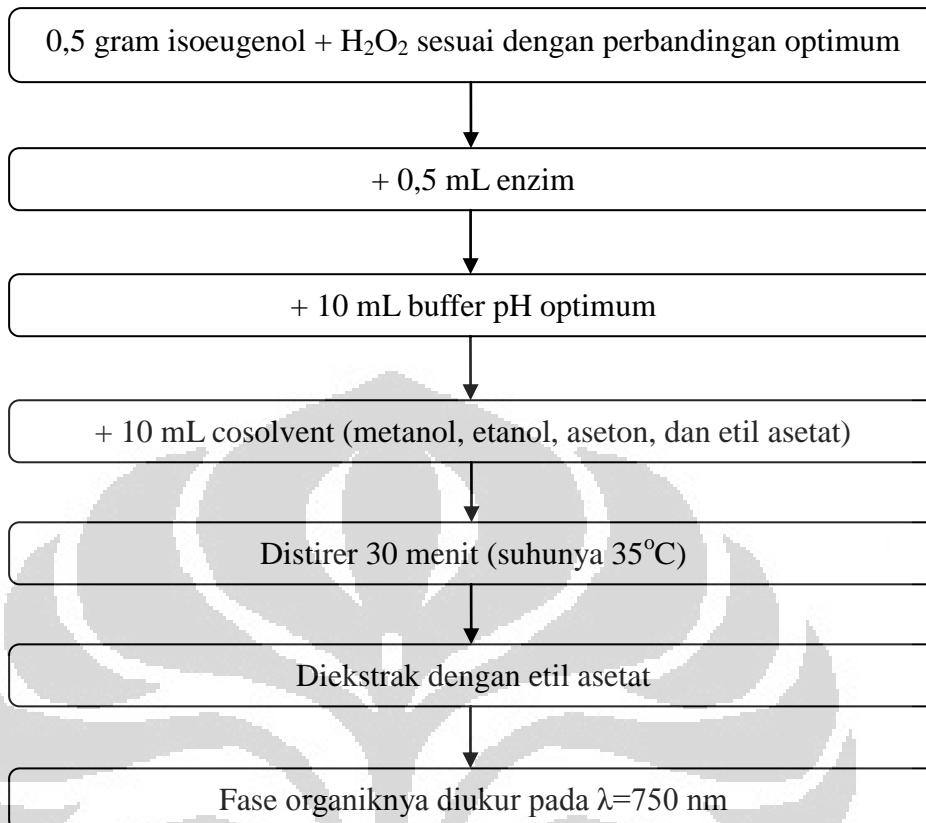 0,5 gram isoeugenol + H₂O₂ sesuai dengan perbandingan optimum
+ 0,5 mL enzim
+ 10 mL buffer pH optimum
+ 10 mL cosolvent (metanol, etanol, aseton, dan etil asetat)
Distirer 30 menit (suhunya 35°C)
Diekstrak dengan etil asetat
Fase organiknya diukur pada λ=750 nm